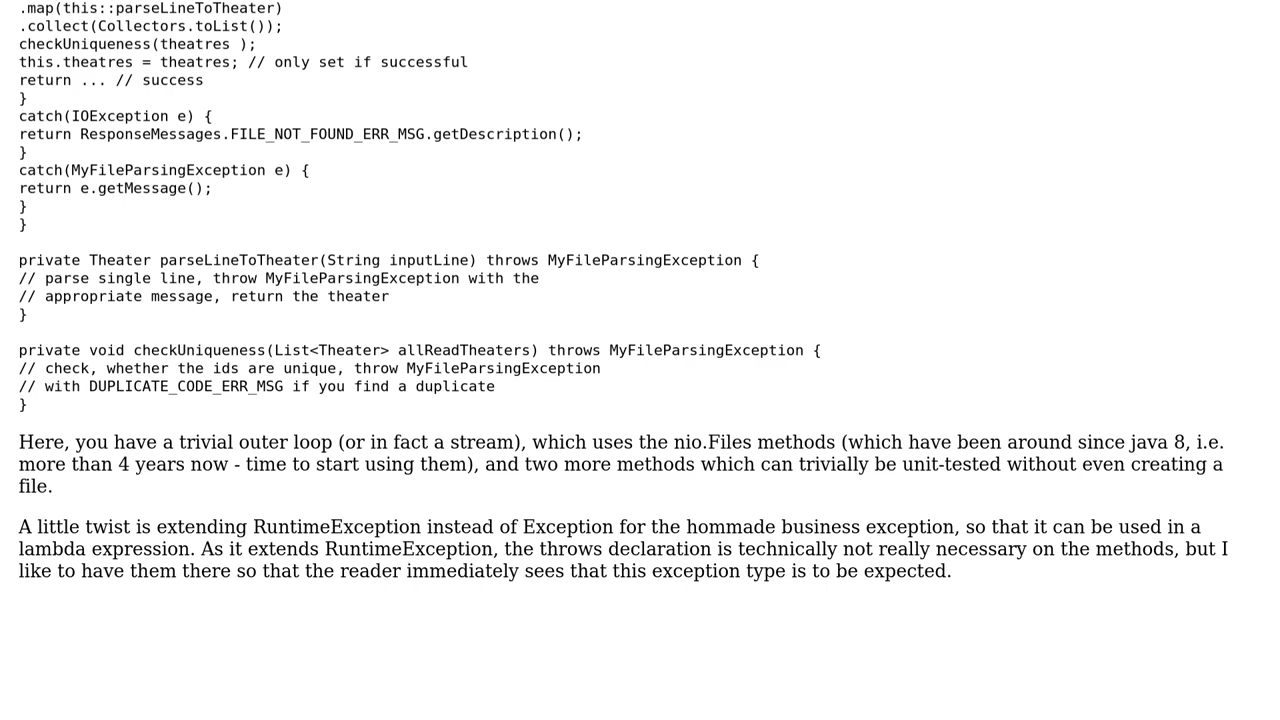 .map(this::parseLineToTheater)
.collect(Collectors.toList());
checkUniqueness(theatres );
this.theatres = theatres; // only set if successful
return ... // success
}
catch(IOException e) {
return ResponseMessages.FILE_NOT_FOUND_ERR_MSG.getDescription();
}
catch(MyFileParsingException e) {
return e.getMessage();
}
}

private Theater parseLineToTheater(String inputLine) throws MyFileParsingException {
// parse single line, throw MyFileParsingException with the
// appropriate message, return the theater
}

private void checkUniqueness(List<Theater> allReadTheaters) throws MyFileParsingException {
// check, whether the ids are unique, throw MyFileParsingException
// with DUPLICATE_CODE_ERR_MSG if you find a duplicate
}

Here, you have a trivial outer loop (or in fact a stream), which uses the nio.Files methods (which have been around since java 8, i.e.
more than 4 years now - time to start using them), and two more methods which can trivially be unit-tested without even creating a
file.

A little twist is extending RuntimeException instead of Exception for the hommade business exception, so that it can be used in a
lambda expression. As it extends RuntimeException, the throws declaration is technically not really necessary on the methods, but I
like to have them there so that the reader immediately sees that this exception type is to be expected.